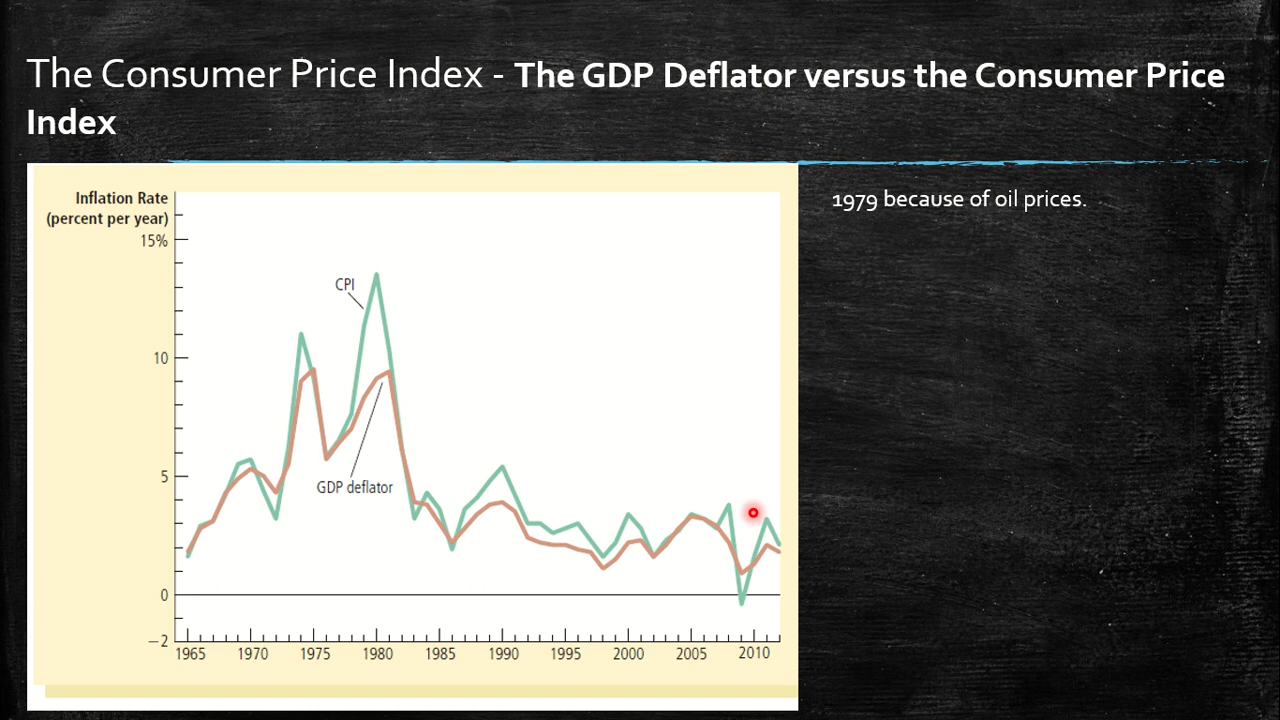 The Consumer Price Index - The GDP Deflator versus the Consumer Price
Index
1979 because of oil prices.
Inflation Rate
(percent per year)
15%
10
5
0
–2
CPI
GDP deflator
1965 1970 1975 1980 1985 1990 1995 2000 2005 2010